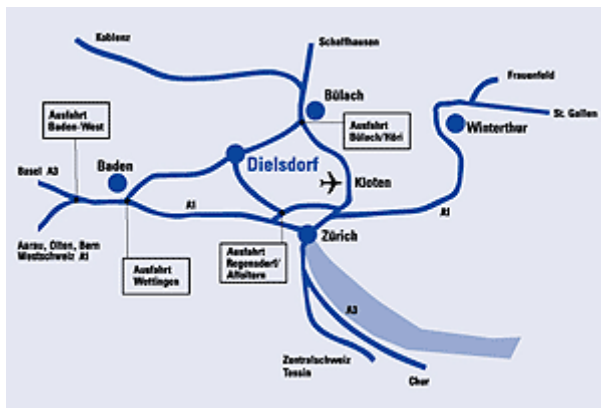 Koblenz
Schaffhausen
Frauenfeld
Bülach
St. Gallen
Ausfahrt
Baden-West
Ausfahrt
Bülach/Höri
Winterthur
Dielsdorf
Baden
Basel A3
Kloten
A1
A1
Zürich
Aarau, Olten, Bern
Westschweiz A1
Ausfahrt
Wettingen
Ausfahrt
Regensdorf/
Affoltern
A3
Zentralschweiz
Tessin
Chur